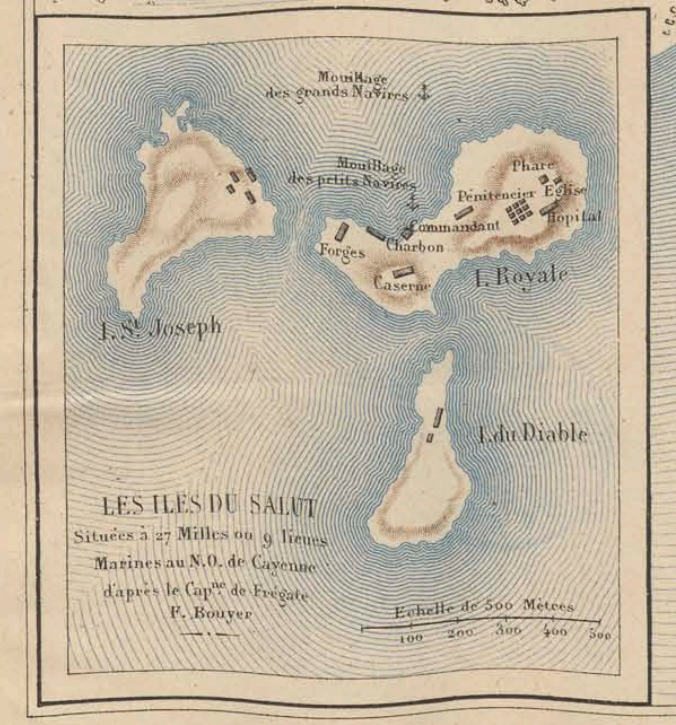 Mouillage
des grands Navires
Mouillage
des petits Navires
Phare
Pénitencier
Eglise
Commandant
Hôpital
Forges
Charbon
Caserne
I. Royale
I. St. Joseph
I. du Diable
LES ILES DU SALUT
Situées à 27 Milles ou 9 lieues
Marines au N.O. de Cayenne
d'après le Capne. de Frégate
F. Bouyer
Echelle de 500 Mètres
100 200 300 400 500